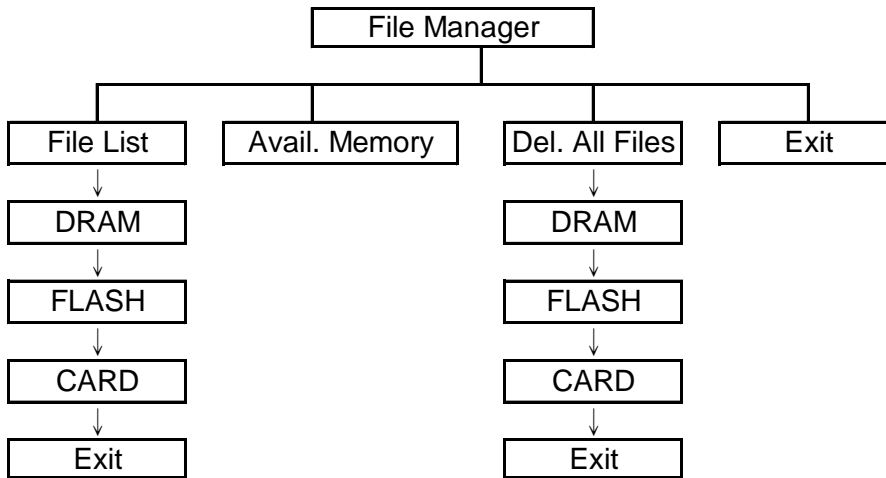 File Manager
File List
Avail. Memory
Del. All Files
Exit
DRAM
DRAM
FLASH
FLASH
CARD
CARD
Exit
Exit